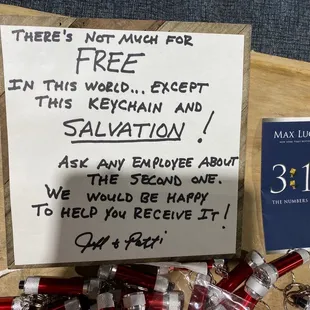 THERE'S NOT MUCH FOR
FREE
IN THIS WORLD... EXCEPT
THIS KEYCHAIN AND
SALVATION!
ASK ANY EMPLOYEE ABOUT
THE SECOND ONE.
WE WOULD BE HAPPY
TO HELP YOU RECEIVE IT!
Jeff & Patti
MAX LUC
3:1
THE NUMBERS